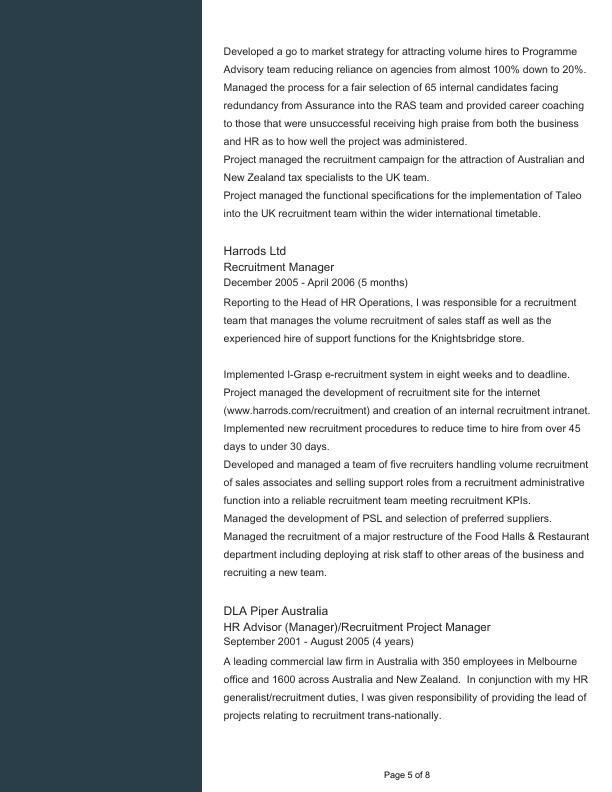 Developed a go to market strategy for attracting volume hires to Programme
Advisory team reducing reliance on agencies from almost 100% down to 20%.
Managed the process for a fair selection of 65 internal candidates facing
redundancy from Assurance into the RAS team and provided career coaching
to those that were unsuccessful receiving high praise from both the business
and HR as to how well the project was administered.
Project managed the recruitment campaign for the attraction of Australian and
New Zealand tax specialists to the UK team.
Project managed the functional specifications for the implementation of Taleo
into the UK recruitment team within the wider international timetable.
Harrods Ltd
Recruitment Manager
December 2005 - April 2006 (5 months)
Reporting to the Head of HR Operations, I was responsible for a recruitment
team that manages the volume recruitment of sales staff as well as the
experienced hire of support functions for the Knightsbridge store.
Implemented I-Grasp e-recruitment system in eight weeks and to deadline.
Project managed the development of recruitment site for the internet
(www.harrods.com/recruitment) and creation of an internal recruitment intranet.
Implemented new recruitment procedures to reduce time to hire from over 45
days to under 30 days.
Developed and managed a team of five recruiters handling volume recruitment
of sales associates and selling support roles from a recruitment administrative
function into a reliable recruitment team meeting recruitment KPIs.
Managed the development of PSL and selection of preferred suppliers.
Managed the recruitment of a major restructure of the Food Halls & Restaurant
department including deploying at risk staff to other areas of the business and
recruiting a new team.
DLA Piper Australia
HR Advisor (Manager)/Recruitment Project Manager
September 2001 - August 2005 (4 years)
A leading commercial law firm in Australia with 350 employees in Melbourne
office and 1600 across Australia and New Zealand.  In conjunction with my HR
generalist/recruitment duties, I was given responsibility of providing the lead of
projects relating to recruitment trans-nationally.
Page 5 of 8